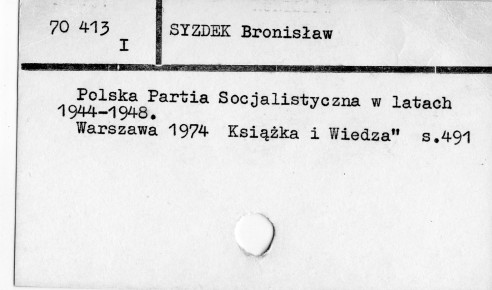 70 413
I
SYZDEK Bronisław
Polska Partia Socjalistyczna w latach
1944-1948.
Warszawa 1974 Książka i Wiedza" s.491